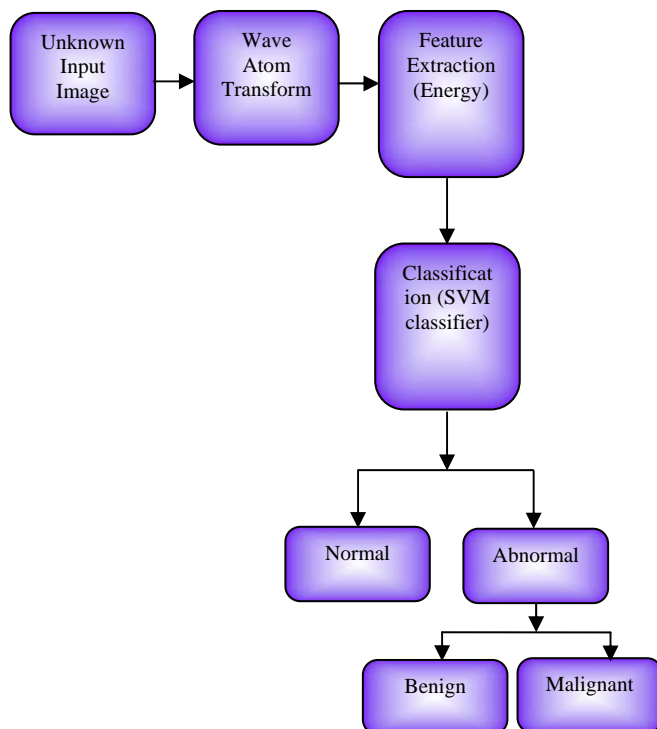 Unknown
Input
Image
Wave
Atom
Transform
Feature
Extraction
(Energy)
Classificat
ion (SVM
classifier)
Normal
Abnormal
Benign
Malignant